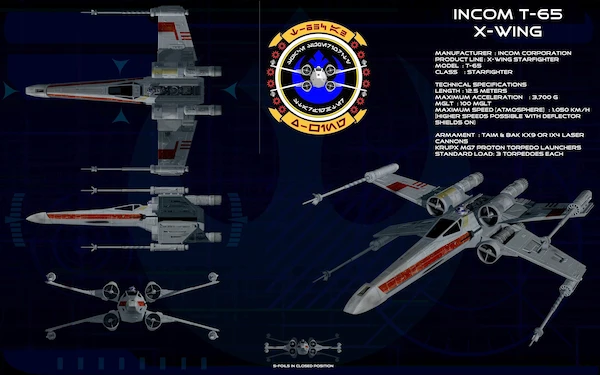 INCOM T-65
X-WING
MANUFACTURER : INCOM CORPORATION
PRODUCT LINE: X-WING STARFIGHTER
MODEL : T-65
CLASS : STARFIGHTER
TECHNICAL SPECIFICATIONS
LENGTH : 12.5 METERS
MAXIMUM ACCELERATION : 3,700 G
MGLT : 100 MGLT
MAXIMUM SPEED (ATMOSPHERE) : 1,050 KM/H
(HIGHER SPEEDS POSSIBLE WITH DEFLECTOR
SHIELDS ON)
ARMAMENT : TAIM & BAK KX9 OR IX4 LASER
CANNONS
KRUPX MG7 PROTON TORPEDO LAUNCHERS
STANDARD LOAD: 3 TORPEDOES EACH
S-FOILS IN CLOSED POSITION